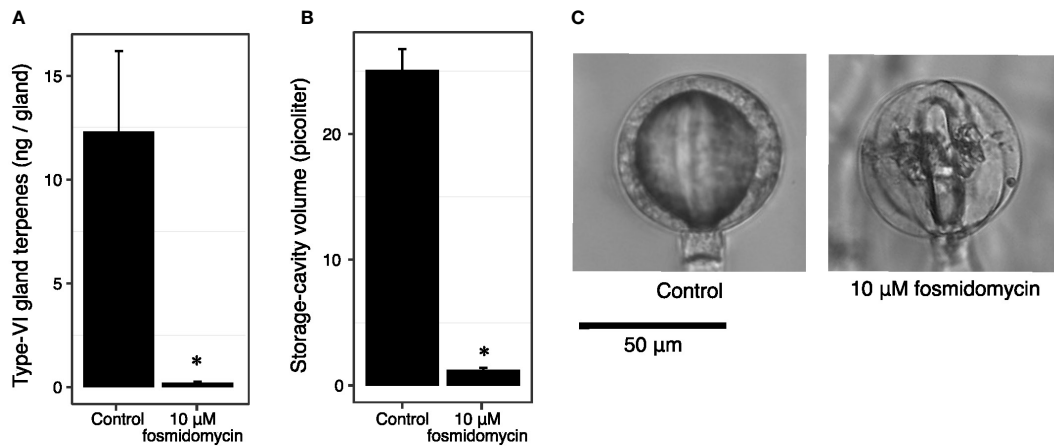 A
Type-VI gland terpenes (ng / gland)
15
10
5
0
*
Control
10 µM
fosmidomycin
B
Storage-cavity volume (picoliter)
20
10
0
*
Control
10 µM
fosmidomycin
C
Control
10 µM fosmidomycin
50 µm